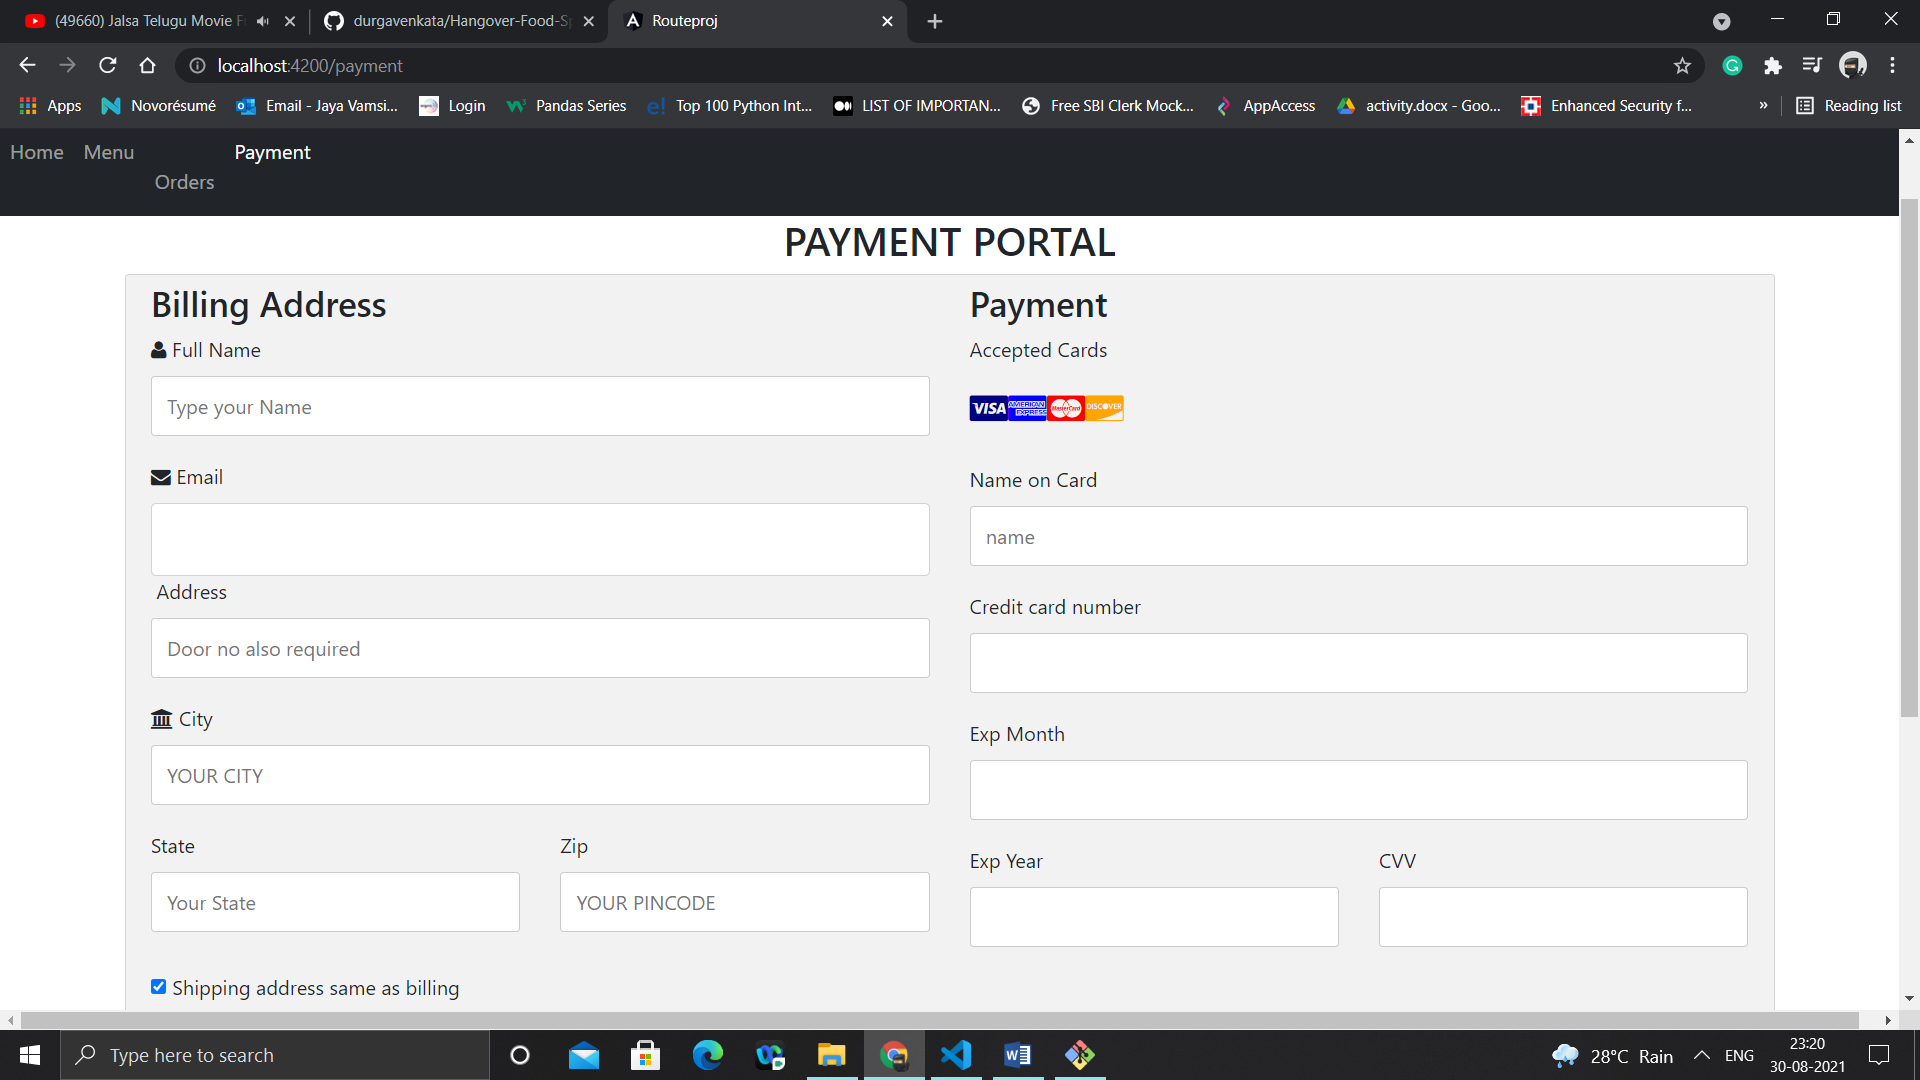 (49660) Jalsa Telugu Movie F
durgavenkata/Hangover-Food-Sp
Routeproj
localhost:4200/payment
Apps
Novorésumé
Email - Jaya Vamsi...
Login
Pandas Series
Top 100 Python Int...
LIST OF IMPORTAN...
Free SBI Clerk Mock...
AppAccess
activity.docx - Goo...
Enhanced Security f...
»
Reading list
Home
Menu
Orders
Payment
PAYMENT PORTAL
Billing Address
Full Name
Type your Name
Email
Address
Door no also required
City
YOUR CITY
State
Zip
Your State
YOUR PINCODE
Shipping address same as billing
Payment
Accepted Cards
VISA
AMERICAN EXPRESS
MasterCard
DISCOVER
Name on Card
name
Credit card number
Exp Month
Exp Year
CVV
Type here to search
28°C Rain
ENG
23:20
30-08-2021